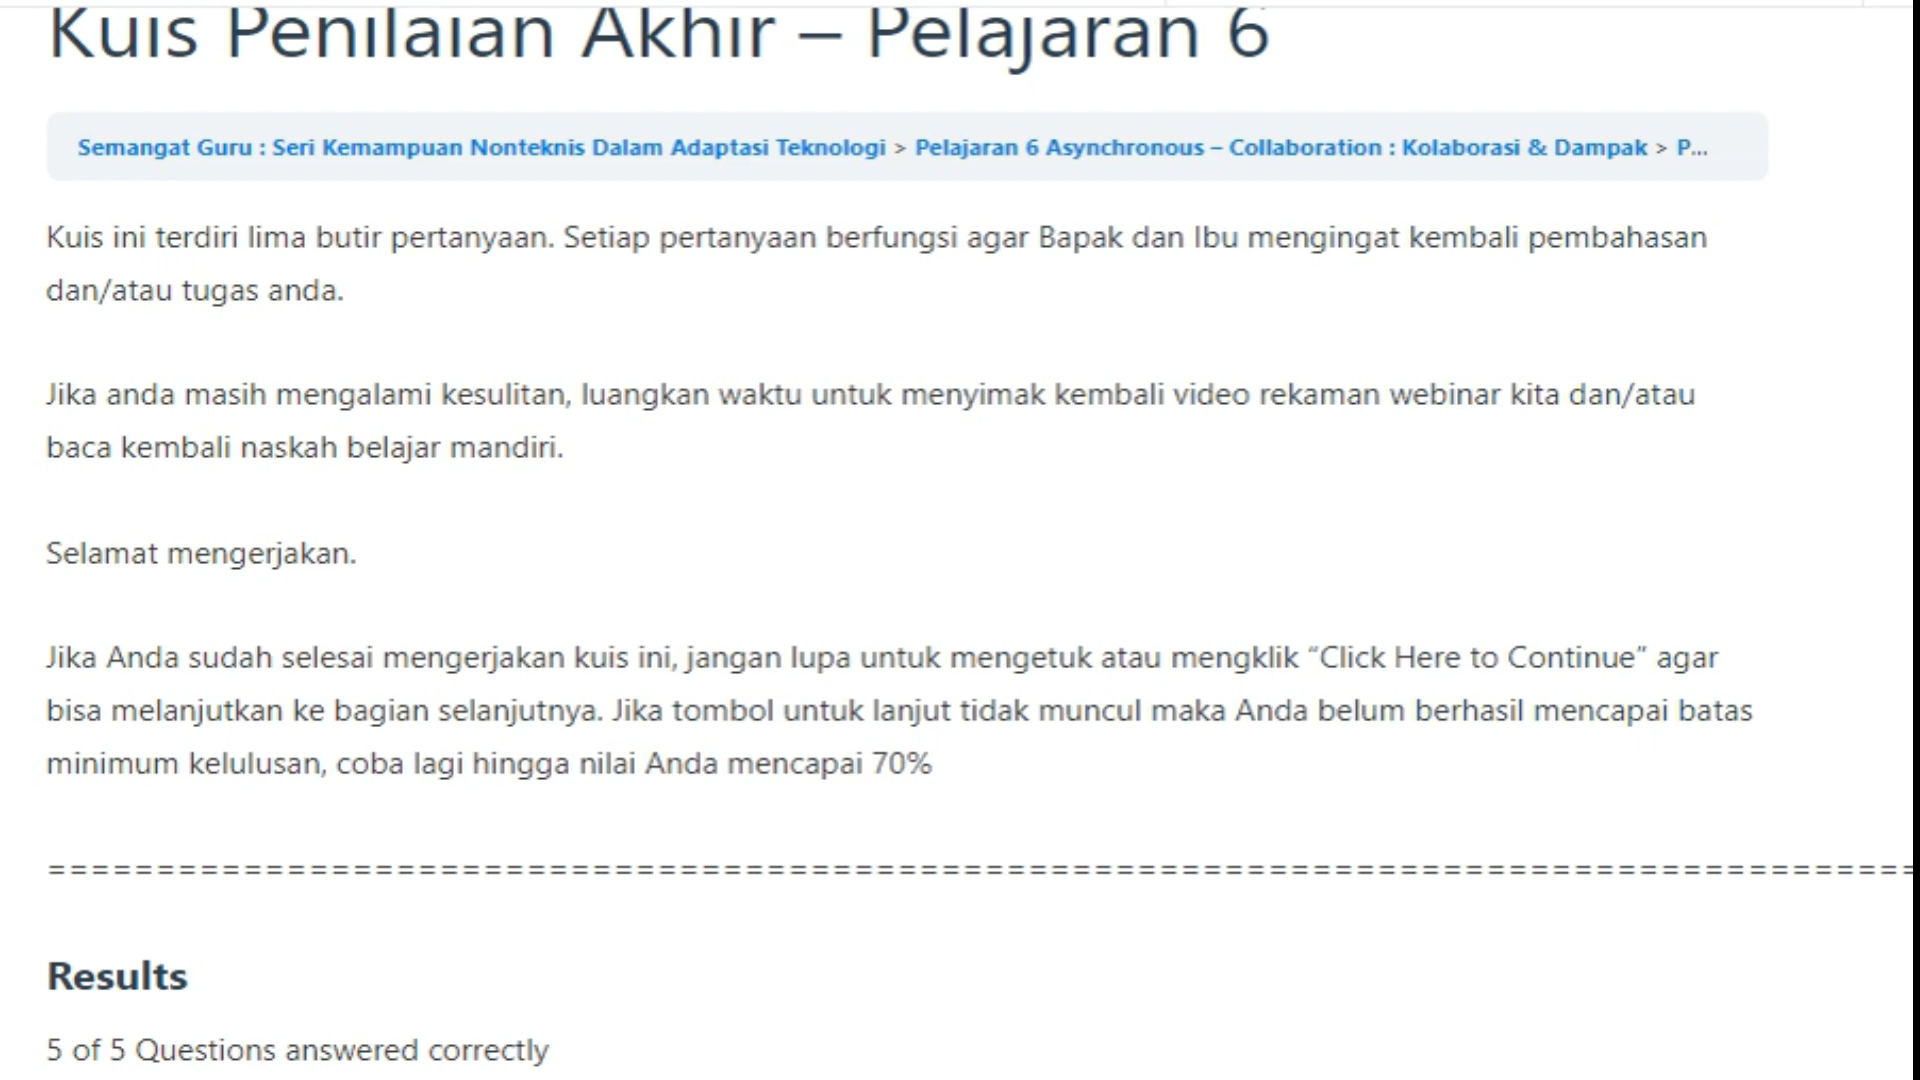 Kuis Penilaian Akhir – Pelajaran 6
Semangat Guru : Seri Kemampuan Nonteknis Dalam Adaptasi Teknologi > Pelajaran 6 Asynchronous – Collaboration : Kolaborasi & Dampak > P...
Kuis ini terdiri lima butir pertanyaan. Setiap pertanyaan berfungsi agar Bapak dan Ibu mengingat kembali pembahasan
dan/atau tugas anda.
Jika anda masih mengalami kesulitan, luangkan waktu untuk menyimak kembali video rekaman webinar kita dan/atau
baca kembali naskah belajar mandiri.
Selamat mengerjakan.
Jika Anda sudah selesai mengerjakan kuis ini, jangan lupa untuk mengetuk atau mengklik “Click Here to Continue” agar
bisa melanjutkan ke bagian selanjutnya. Jika tombol untuk lanjut tidak muncul maka Anda belum berhasil mencapai batas
minimum kelulusan, coba lagi hingga nilai Anda mencapai 70%
================================================================================================================================
Results
5 of 5 Questions answered correctly